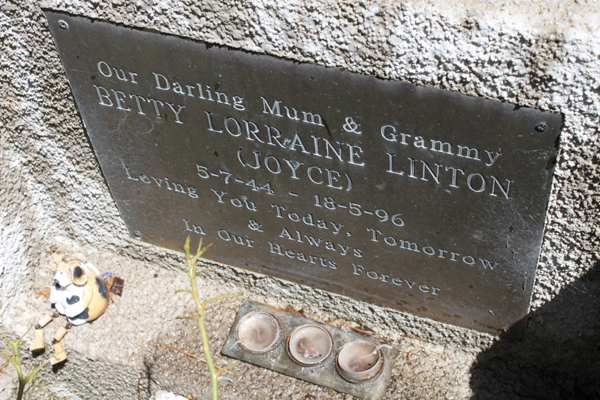 Our Darling Mum & Grammy
BETTY LORRAINE LINTON
(JOYCE)
5-7-44 - 18-5-96
Loving You Today, Tomorrow
& Always
In Our Hearts Forever